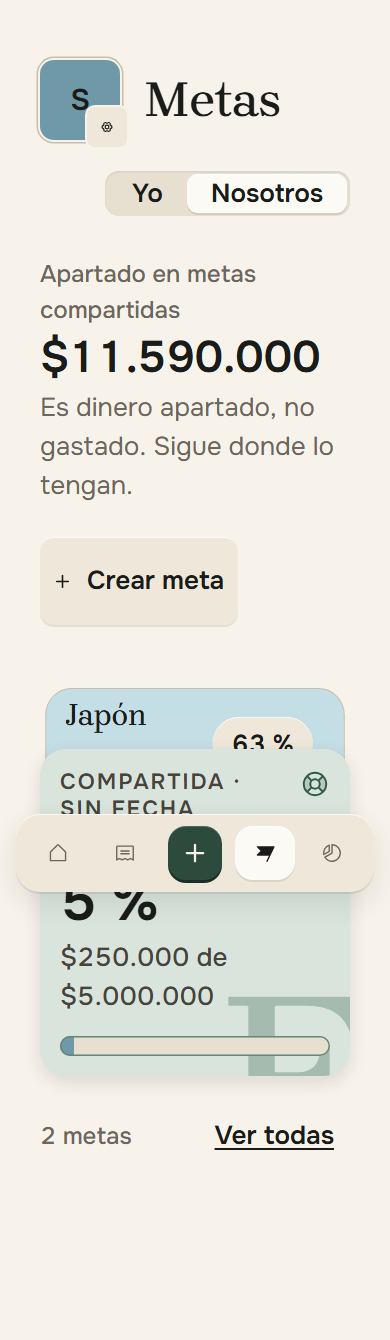 S
Metas
Yo
Nosotros
Apartado en metas
compartidas
$11.590.000
Es dinero apartado, no
gastado. Sigue donde lo
tengan.
+ Crear meta
Japón
63 %
COMPARTIDA ·
SIN FECHA
5 %
$250.000 de
$5.000.000
2 metas
Ver todas